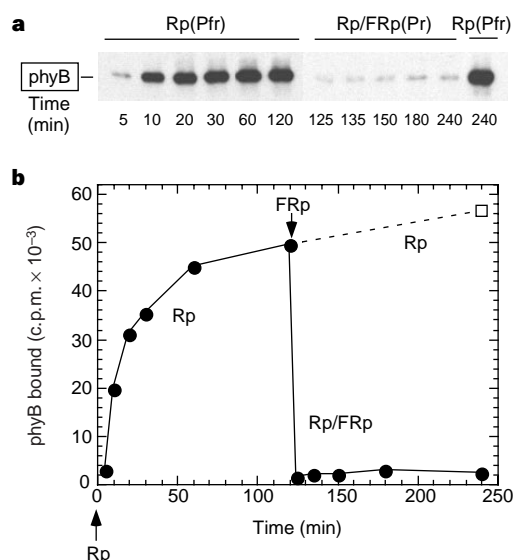 a
Rp(Pfr) Rp/FRp(Pr) Rp(Pfr)
phyB
Time (min)
5 10 20 30 60 120 125 135 150 180 240 240
b
60
50
40
30
20
10
0
phyB bound (c.p.m. × 10⁻³)
FRp
Rp
Rp
Rp/FRp
0 50 100 150 200 250
Time (min)
Rp